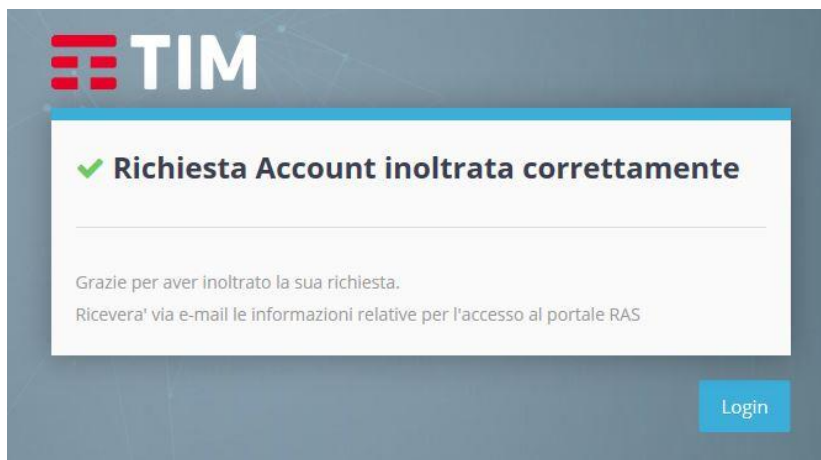 TIM
Richiesta Account inoltrata correttamente
Grazie per aver inoltrato la sua richiesta.
Ricevera' via e-mail le informazioni relative per l'accesso al portale RAS
Login